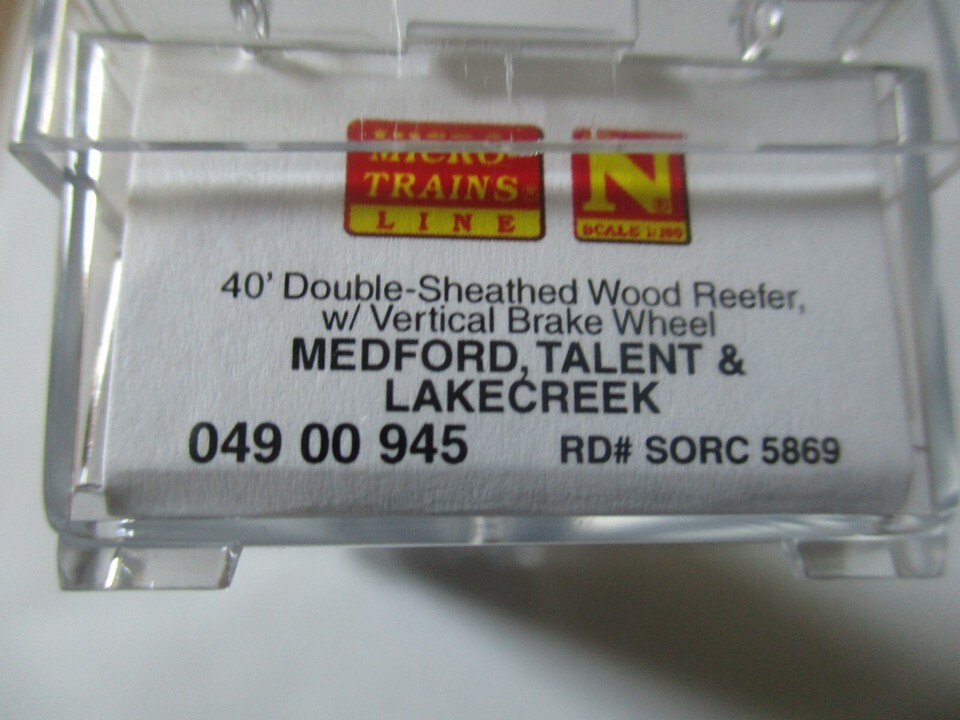 MICRO-
TRAINS®
LINE
N®
SCALE 1:160
40' Double-Sheathed Wood Reefer,
w/ Vertical Brake Wheel
MEDFORD, TALENT &
LAKECREEK
049 00 945 RD# SORC 5869